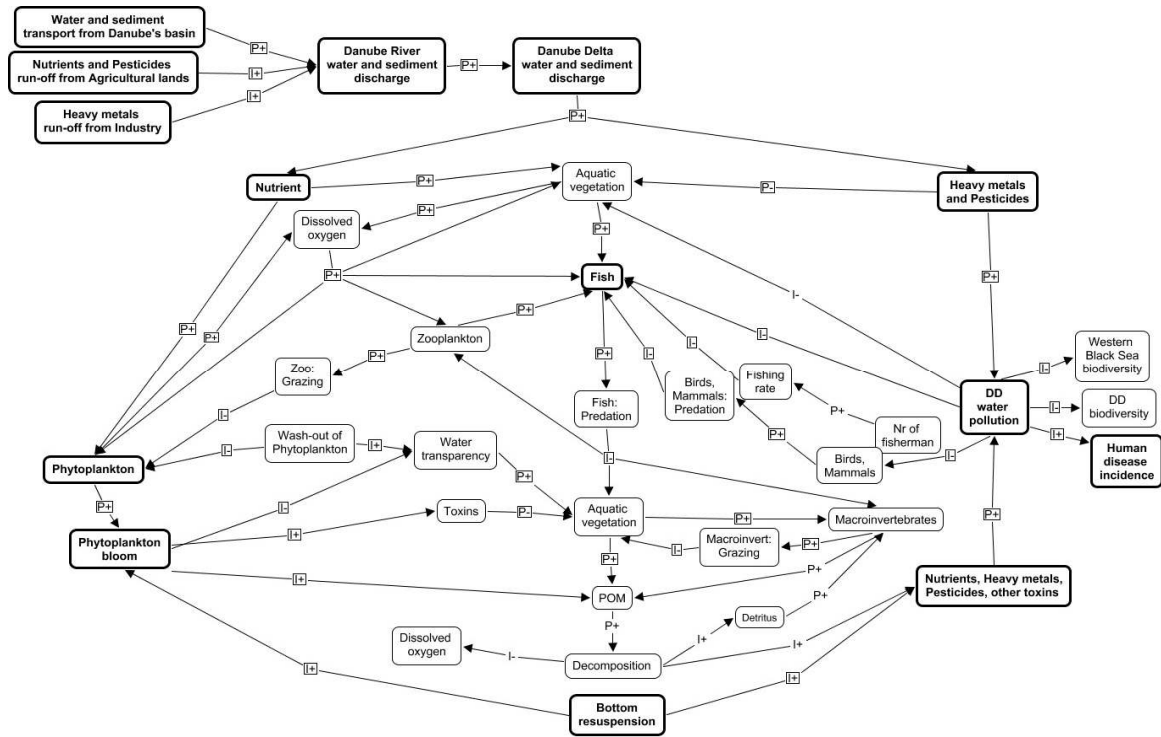 Water and sediment
transport from Danube's basin
P+
Nutrients and Pesticides
run-off from Agricultural lands
I+
Heavy metals
run-off from Industry
I+
Danube River
water and sediment
discharge
P+
Danube Delta
water and sediment
discharge
P+
Nutrient
P+
Aquatic
vegetation
P-
Heavy metals
and Pesticides
Dissolved
oxygen
P+
P+
P+
P+
Fish
P+
I-
P+
P+
Zooplankton
P+
P+
I-
I-
I-
Zoo:
Grazing
P+
Fish:
Predation
Birds,
Mammals:
Predation
Fishing
rate
P+
Nr of
fisherman
DD
water
pollution
I-
Western
Black Sea
biodiversity
I-
DD
biodiversity
I+
Human
disease
incidence
I-
Phytoplankton
I-
Wash-out of
Phytoplankton
I+
Water
transparency
P+
I-
P+
Birds,
Mammals
I-
P+
Phytoplankton
bloom
I-
I+
Toxins
P-
Aquatic
vegetation
P+
Macroinvertebrates
I-
Macroinvert:
Grazing
P+
P+
I+
P+
POM
P+
P+
Nutrients, Heavy metals,
Pesticides, other toxins
P+
Detritus
Dissolved
oxygen
I-
Decomposition
I+
I+
I+
Bottom
resuspension
I+